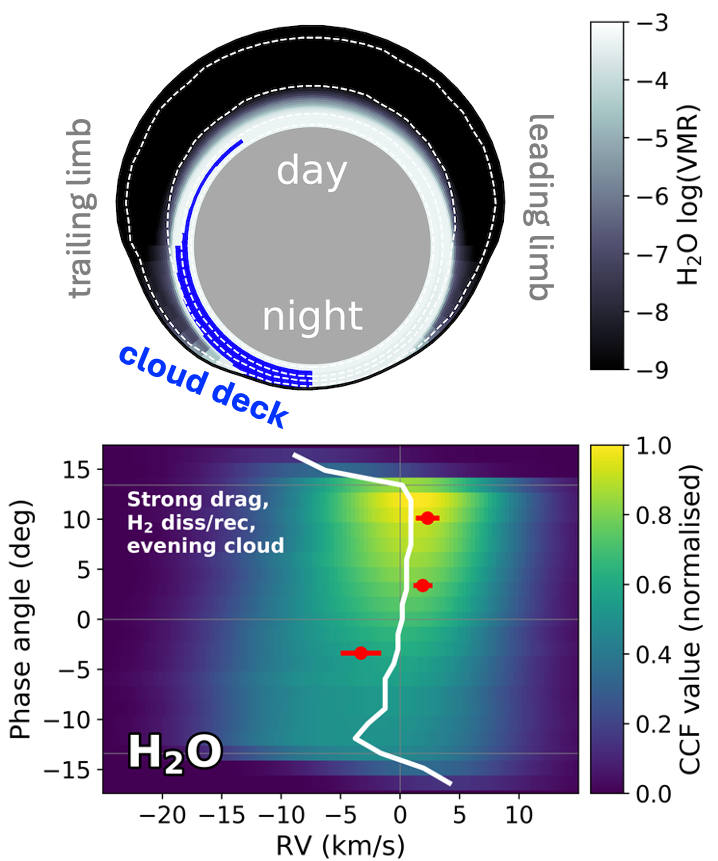 trailing limb
day
night
cloud deck
leading limb
−3
−4
−5
−6
−7
−8
−9
H₂O log(VMR)
Phase angle (deg)
15
10
5
0
−5
−10
−15
Strong drag,
H₂ diss/rec,
evening cloud
H₂O
−20 −15 −10 −5 0 5 10
RV (km/s)
1.0
0.8
0.6
0.4
0.2
0.0
CCF value (normalised)